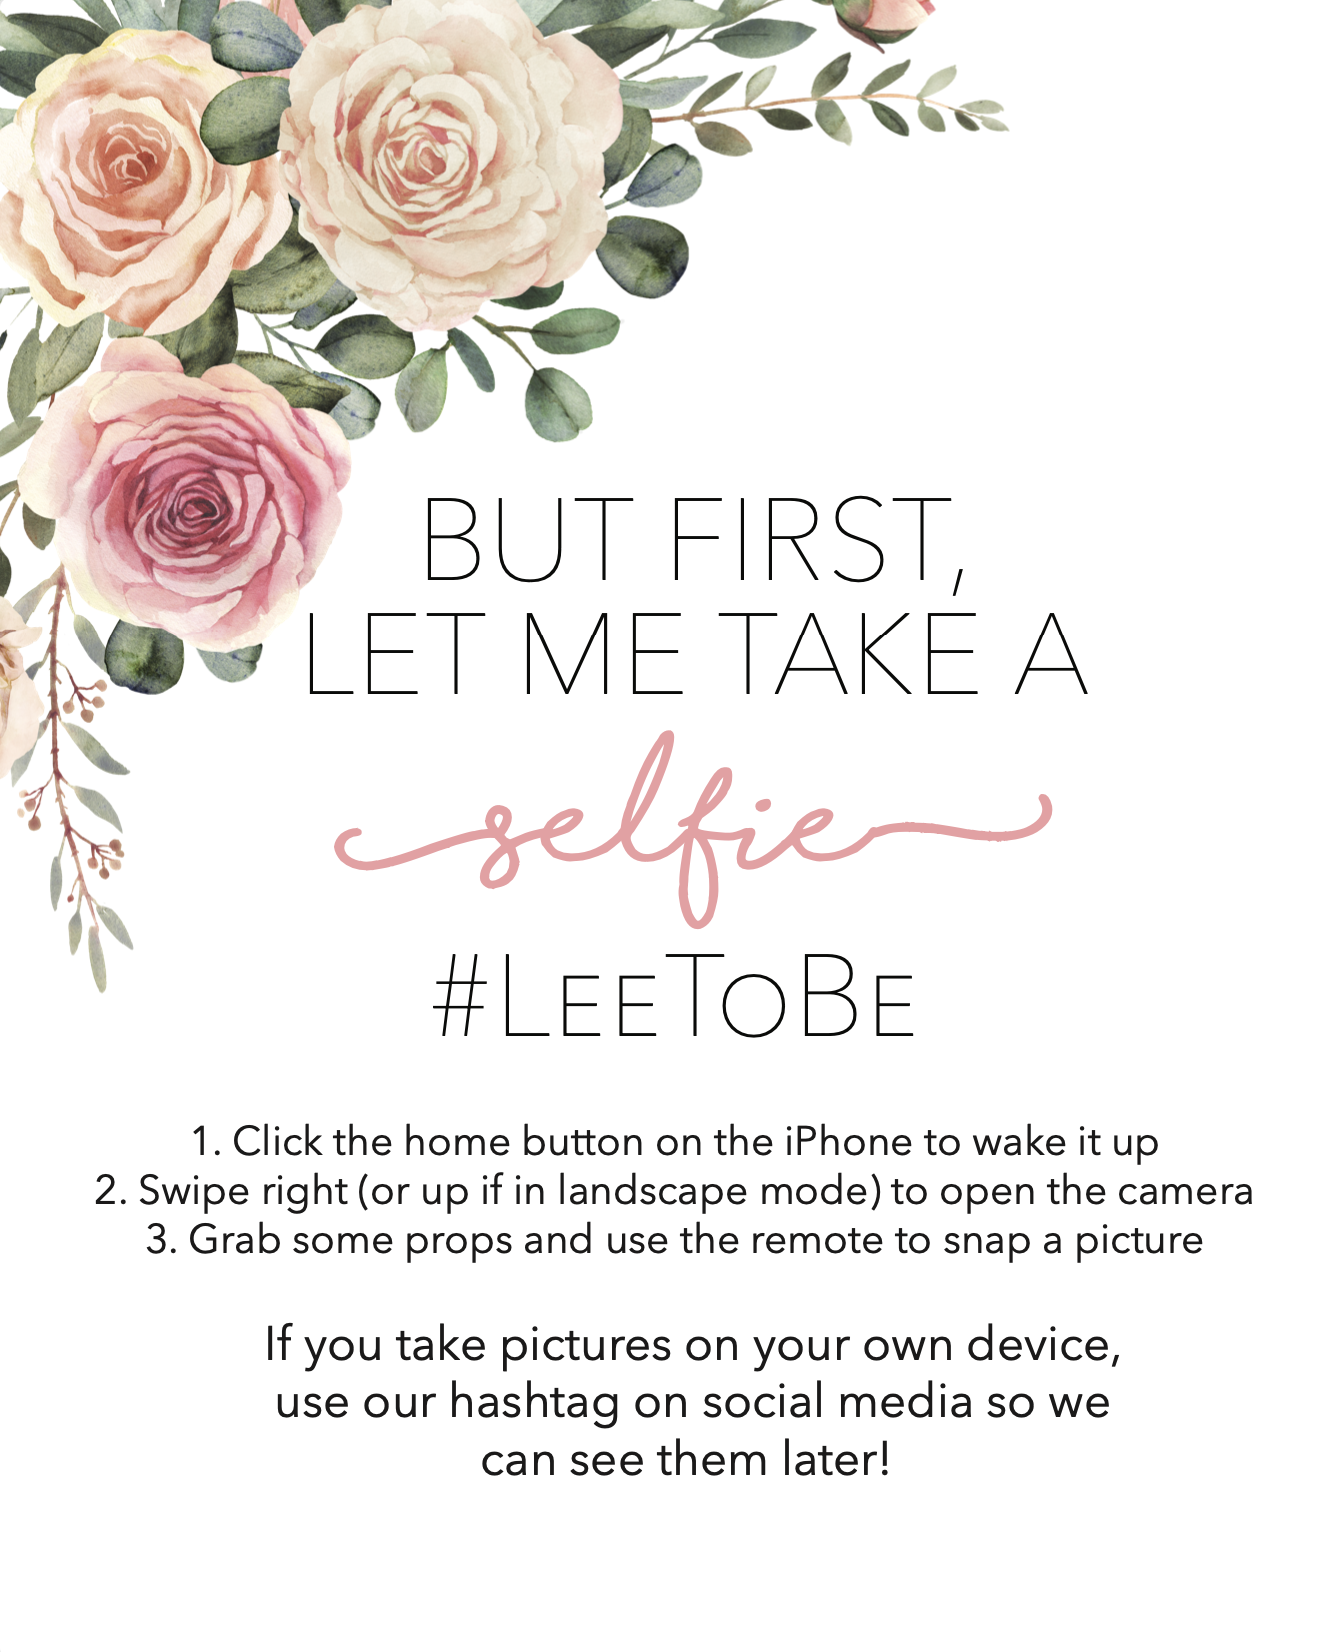 BUT FIRST,
LET ME TAKE A
selfie
#LEETOBE
1. Click the home button on the iPhone to wake it up
2. Swipe right (or up if in landscape mode) to open the camera
3. Grab some props and use the remote to snap a picture
If you take pictures on your own device,
use our hashtag on social media so we
can see them later!